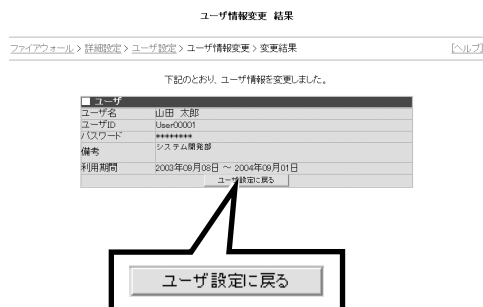 ユーザ情報変更 結果
ファイアウォール > 詳細設定 > ユーザ設定 > ユーザ情報変更 > 変更結果 [ヘルプ]
下記のとおり、ユーザ情報を変更しました。
■ ユーザ
ユーザ名 山田 太郎
ユーザID User00001
パスワード ********
備考 システム開発部
利用期間 2003年09月08日 ～ 2004年09月01日
ユーザ設定に戻る
ユーザ設定に戻る